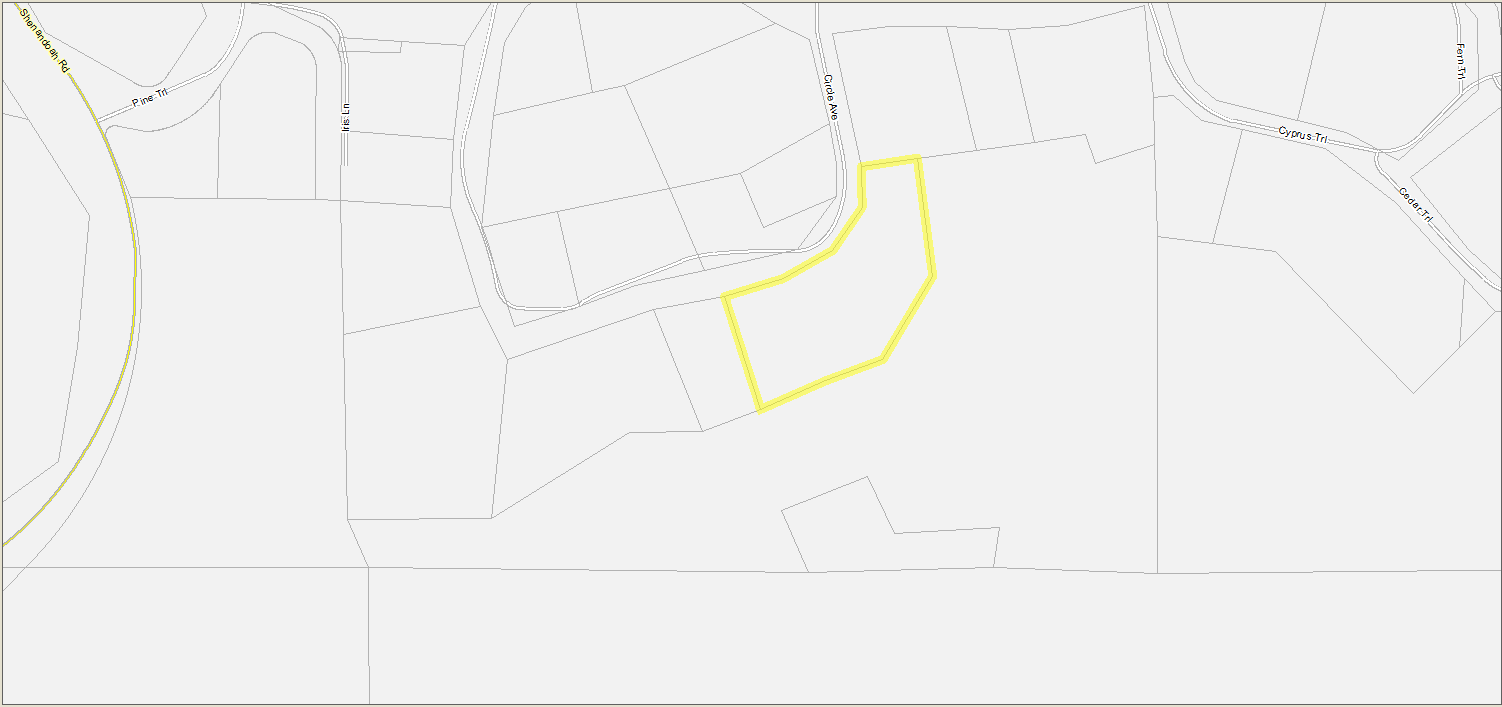 Shenandoah Rd
Pine Trl
Iris Ln
Circle Ave
Cyprus Trl
Fern Trl
Cedar Trl